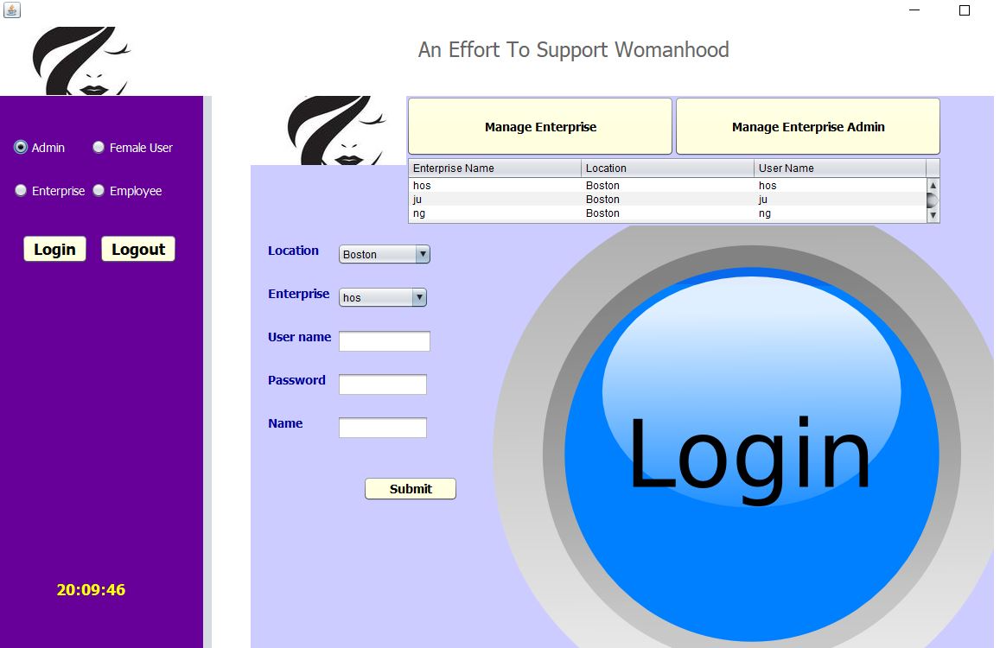 An Effort To Support Womanhood
Admin Female User
Enterprise Employee
Login Logout
20:09:46
Manage Enterprise Manage Enterprise Admin
Enterprise Name Location User Name
hos Boston hos
ju Boston ju
ng Boston ng
Location Boston
Enterprise hos
User name
Password
Name
Submit
Login